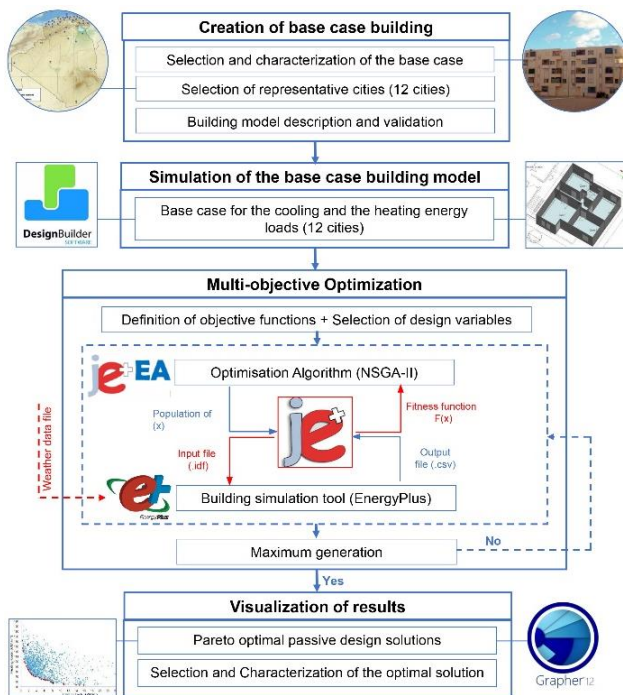 Creation of base case building
Selection and characterization of the base case
Selection of representative cities (12 cities)
Building model description and validation
Simulation of the base case building model
DesignBuilder
SOFTWARE
Base case for the cooling and the heating energy
loads (12 cities)
Multi-objective Optimization
Definition of objective functions + Selection of design variables
je+EA
Optimisation Algorithm (NSGA-II)
Population of
(x)
je+
Fitness function
F(x)
Weather data file
Input file
(.idf)
Output
file (.csv)
e+
EnergyPlus
Building simulation tool (EnergyPlus)
No
Maximum generation
Yes
Visualization of results
Pareto optimal passive design solutions
Selection and Characterization of the optimal solution
Grapher 12